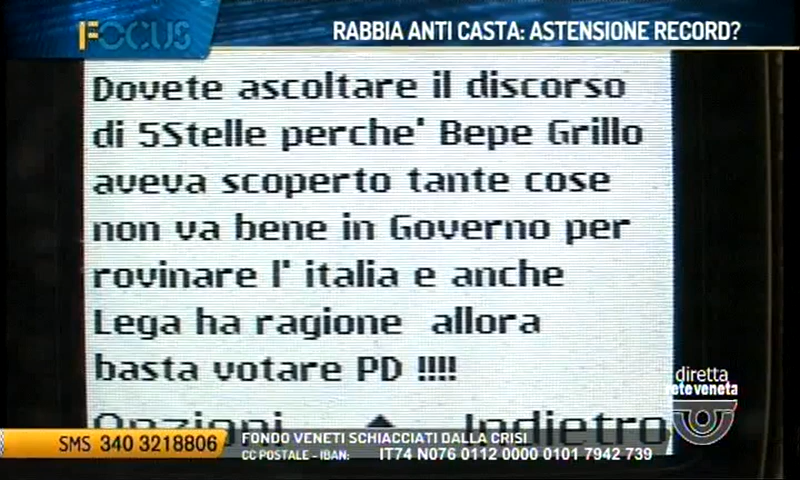 FOCUS
RABBIA ANTI CASTA: ASTENSIONE RECORD?
Dovete ascoltare il discorso
di 5Stelle perche' Bepe Grillo
aveva scoperto tante cose
non va bene in Governo per
rovinare l' italia e anche
Lega ha ragione allora
basta votare PD !!!!
diretta
reteveneta
Opzioni Indietro
SMS 340 3218806
FONDO VENETI SCHIACCIATI DALLA CRISI
CC POSTALE - IBAN: IT74 N076 0112 0000 0101 7942 739